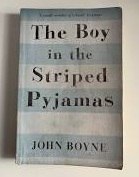 The Boy
in the
Striped
Pyjamas
JOHN BOYNE